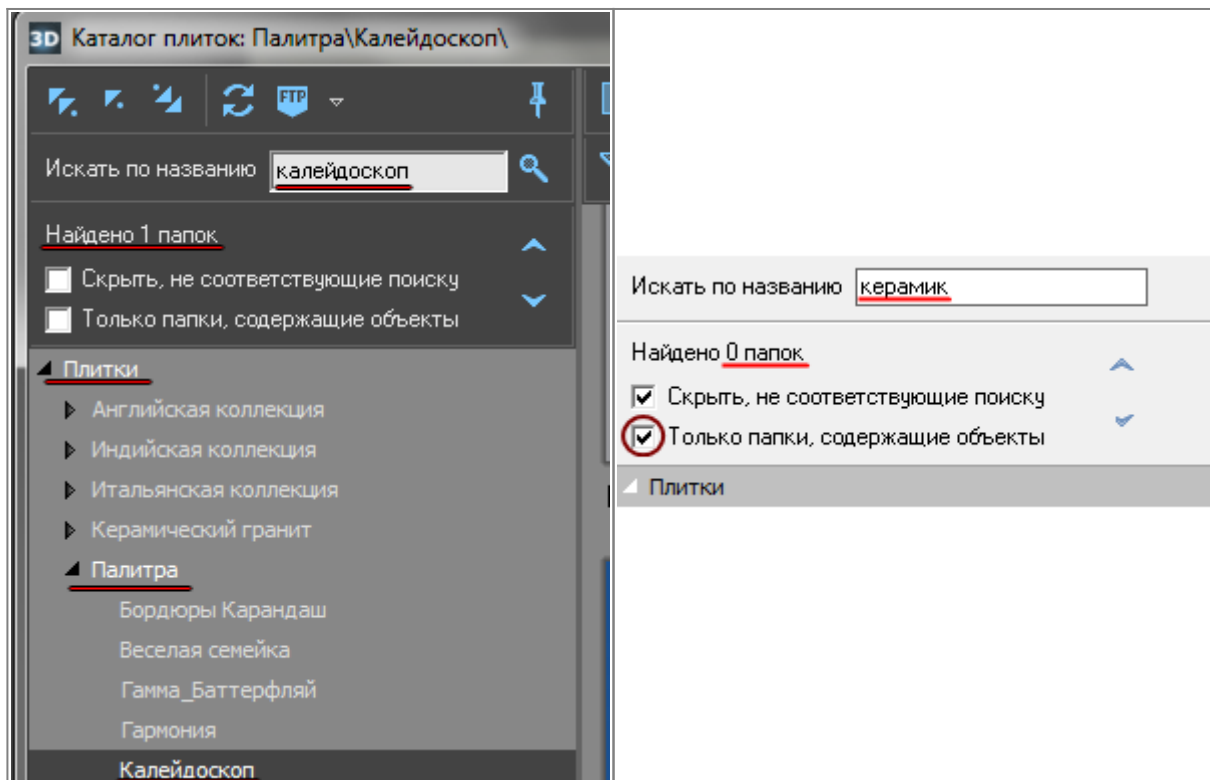 3D Каталог плиток: Палитра\Калейдоскоп\
FTP
Искать по названию калейдоскоп
Найдено 1 папок
Скрыть, не соответствующие поиску
Только папки, содержащие объекты
Плитки
Английская коллекция
Индийская коллекция
Итальянская коллекция
Керамический гранит
Палитра
Бордюры Карандаш
Веселая семейка
Гамма_Баттерфляй
Гармония
Калейдоскоп
Искать по названию керамик
Найдено 0 папок
Скрыть, не соответствующие поиску
Только папки, содержащие объекты
Плитки